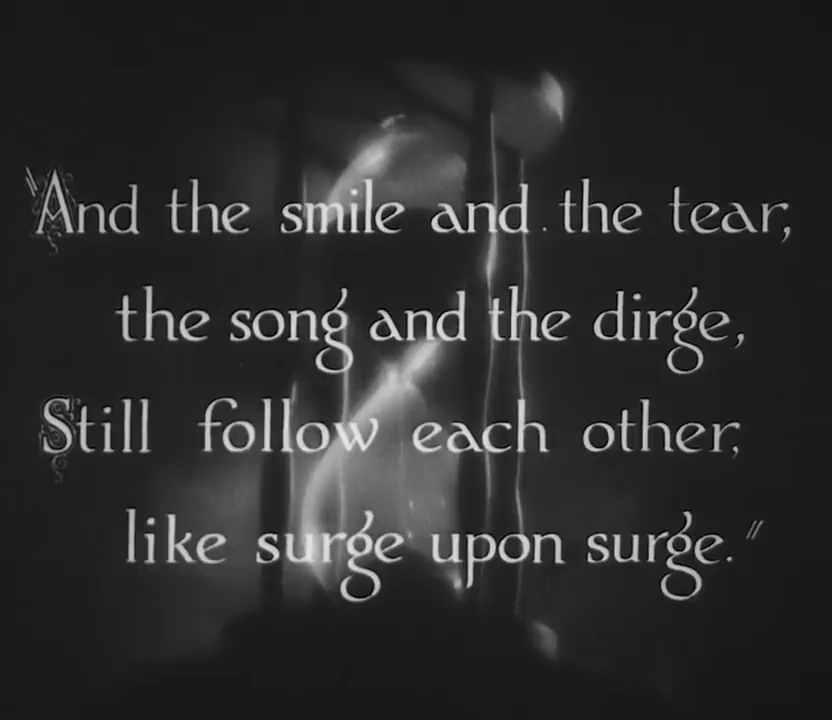 "And the smile and the tear,
the song and the dirge,
Still follow each other,
like surge upon surge."